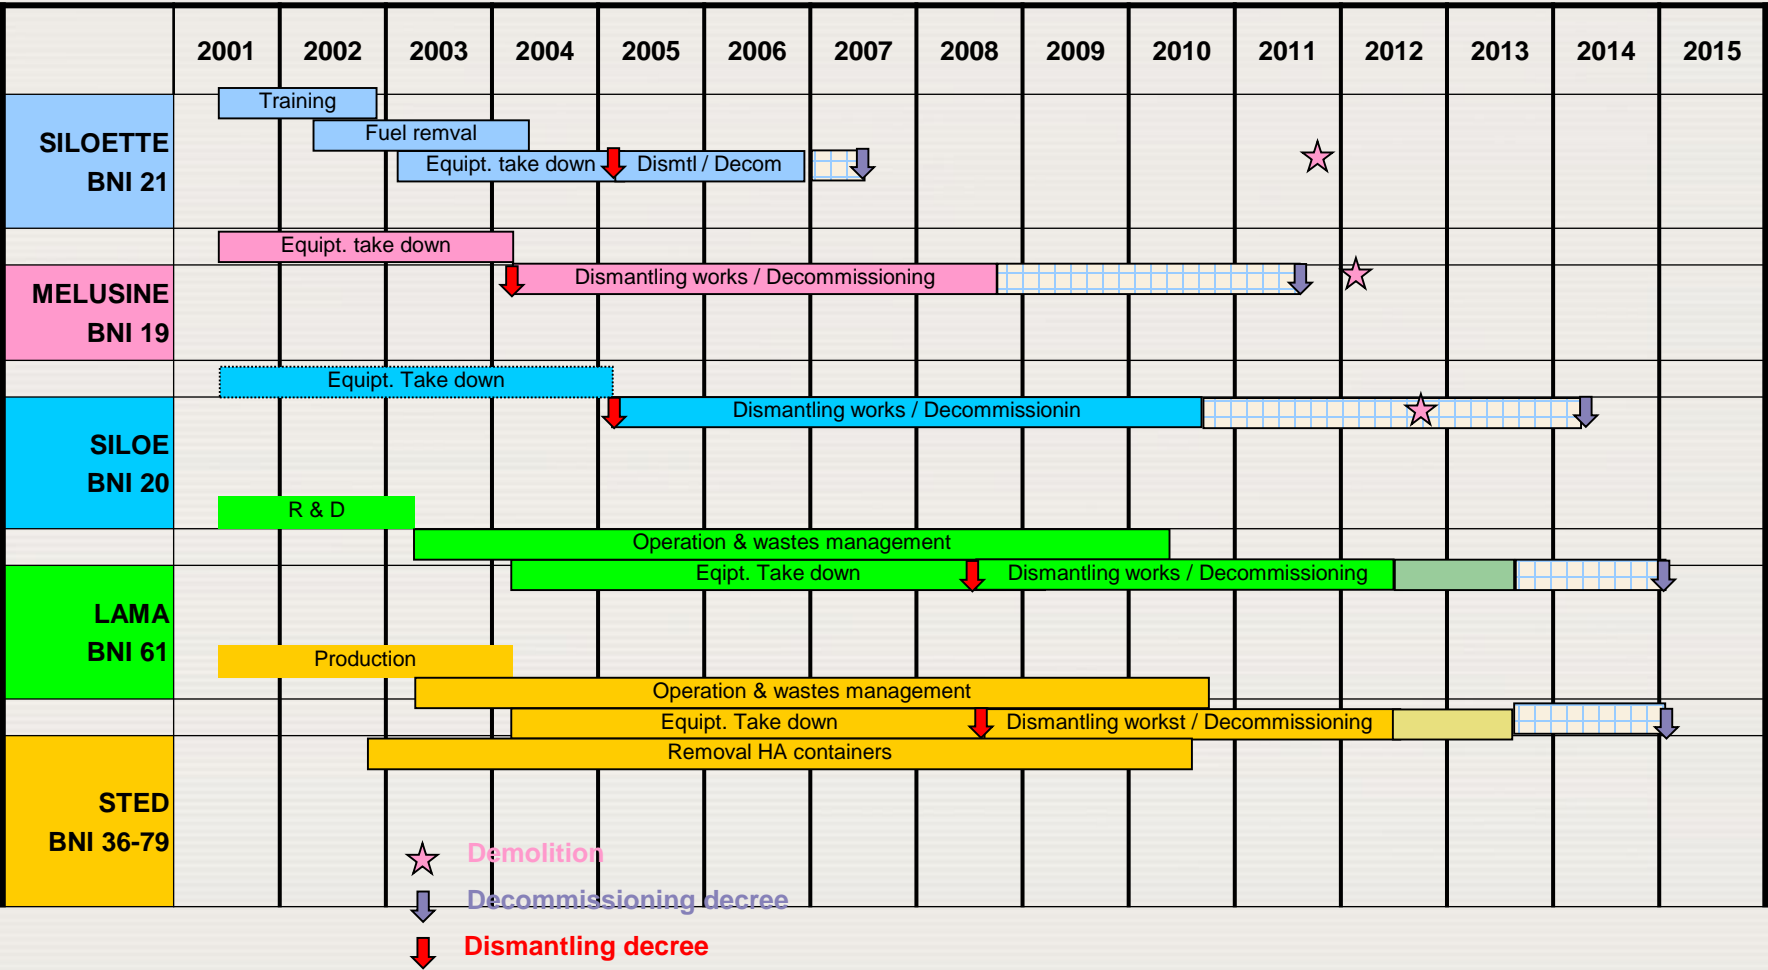 2001 2002 2003 2004 2005 2006 2007 2008 2009 2010 2011 2012 2013 2014 2015
Training
SILOETTE
BNI 21
Fuel remval
Equipt. take down
Dismtl / Decom
Equipt. take down
MELUSINE
BNI 19
Dismantling works / Decommissioning
Equipt. Take down
SILOE
BNI 20
Dismantling works / Decommissionin
R & D
Operation & wastes management
LAMA
BNI 61
Eqipt. Take down
Dismantling works / Decommissioning
Production
Operation & wastes management
Equipt. Take down
Dismantling workst / Decommissioning
Removal HA containers
STED
BNI 36-79
Demolition
Decommissioning decree
Dismantling decree